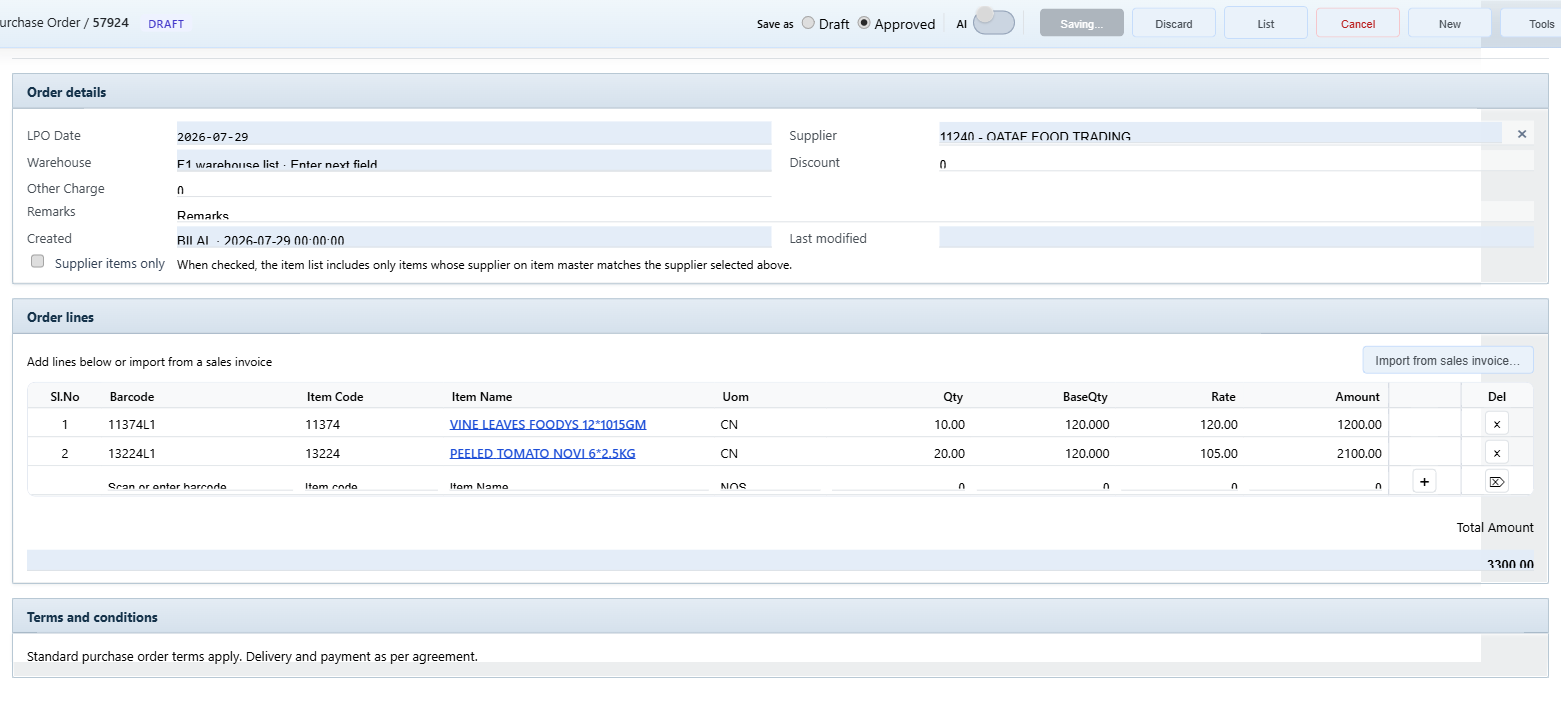 urchase Order / 57924 DRAFT Save as Draft Approved AI Saving... Discard List Cancel New Tools
Order details
LPO Date 2026-07-29 Supplier 11240 - QATAF FOOD TRADING ×
Warehouse F1 warehouse list · Enter next field Discount 0
Other Charge 0
Remarks Remarks
Created BILAL · 2026-07-29 00:00:00 Last modified
Supplier items only When checked, the item list includes only items whose supplier on item master matches the supplier selected above.
Order lines
Add lines below or import from a sales invoice Import from sales invoice...
Sl.No Barcode Item Code Item Name Uom Qty BaseQty Rate Amount Del
1 11374L1 11374 VINE LEAVES FOODYS 12*1015GM CN 10.00 120.000 120.00 1200.00 x
2 13224L1 13224 PEELED TOMATO NOVI 6*2.5KG CN 20.00 120.000 105.00 2100.00 x
Scan or enter barcode Item code Item Name NOS 0 0 0 0 +
Total Amount
3300.00
Terms and conditions
Standard purchase order terms apply. Delivery and payment as per agreement.